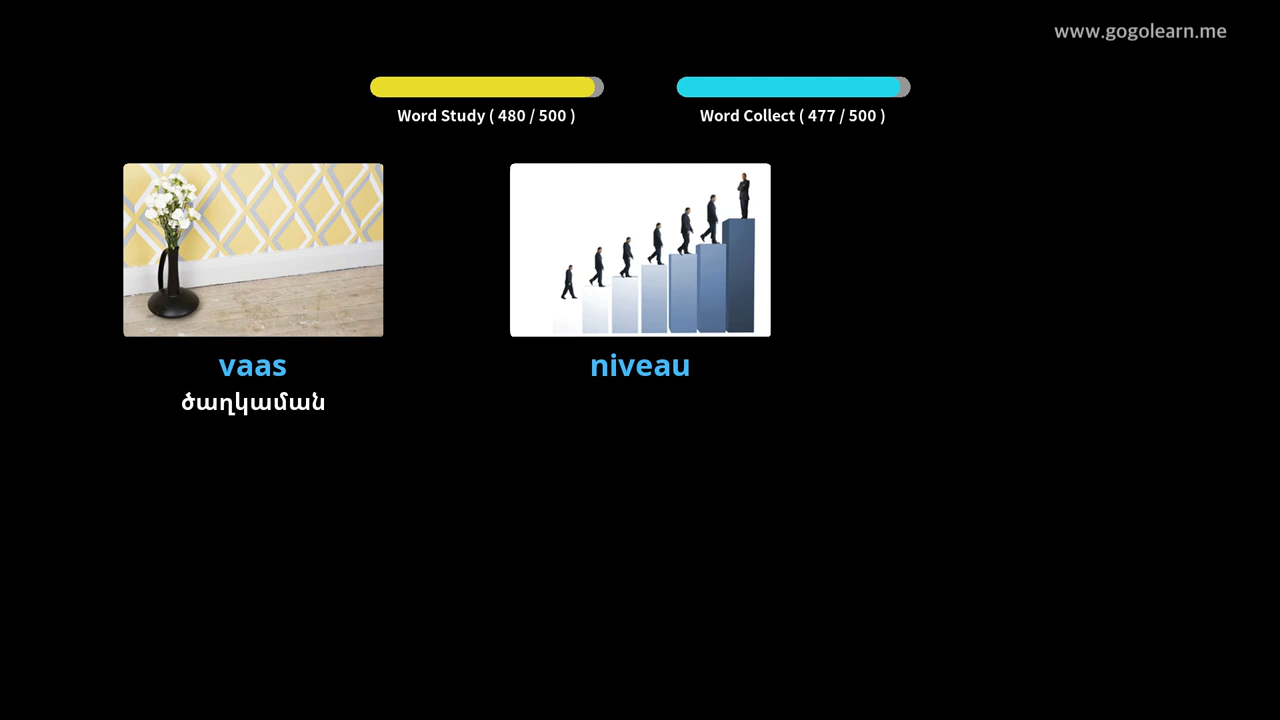 www.gogolearn.me
Word Study ( 480 / 500 )
Word Collect ( 477 / 500 )
vaas
ծաղկաման
niveau